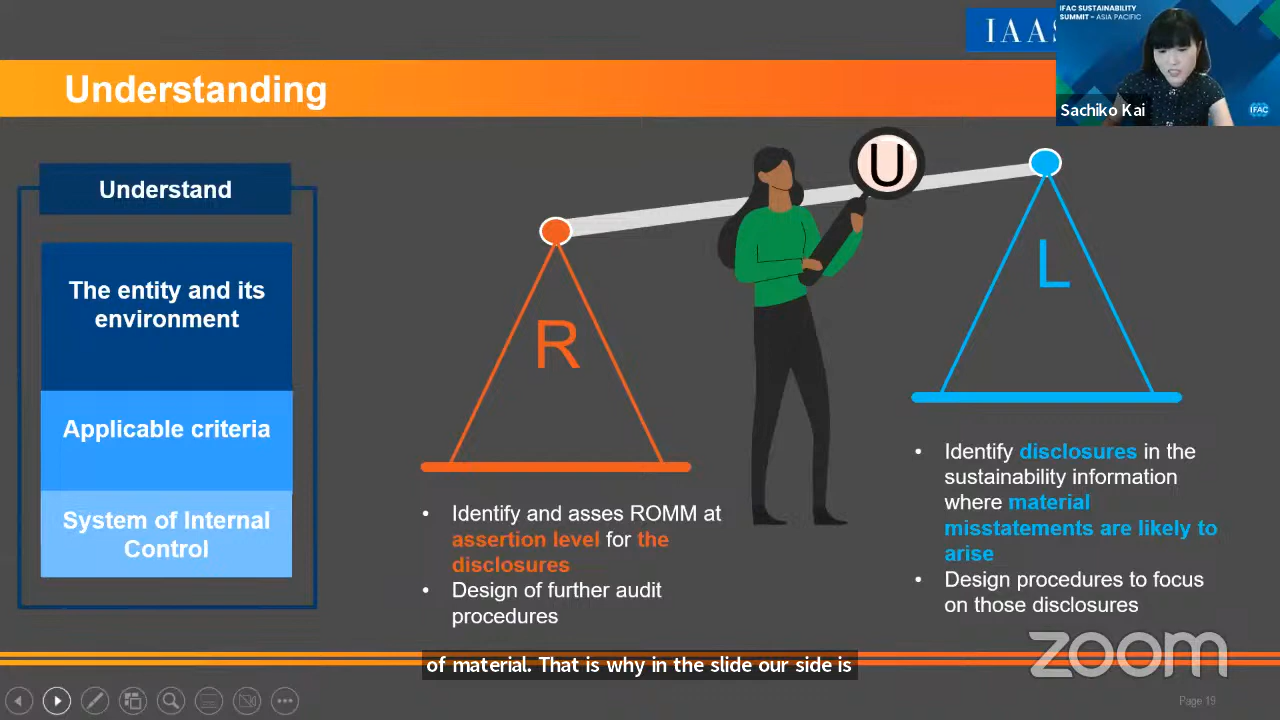 IAAS
IFAC SUSTAINABILITY
SUMMIT - ASIA PACIFIC
Sachiko Kai
IFAC
Understanding
Understand
The entity and its
environment
Applicable criteria
System of Internal
Control
U
R
L
• Identify and asses ROMM at
assertion level for the
disclosures
• Design of further audit
procedures
• Identify disclosures in the
sustainability information
where material
misstatements are likely to
arise
• Design procedures to focus
on those disclosures
of material. That is why in the slide our side is
zoom
Page 19